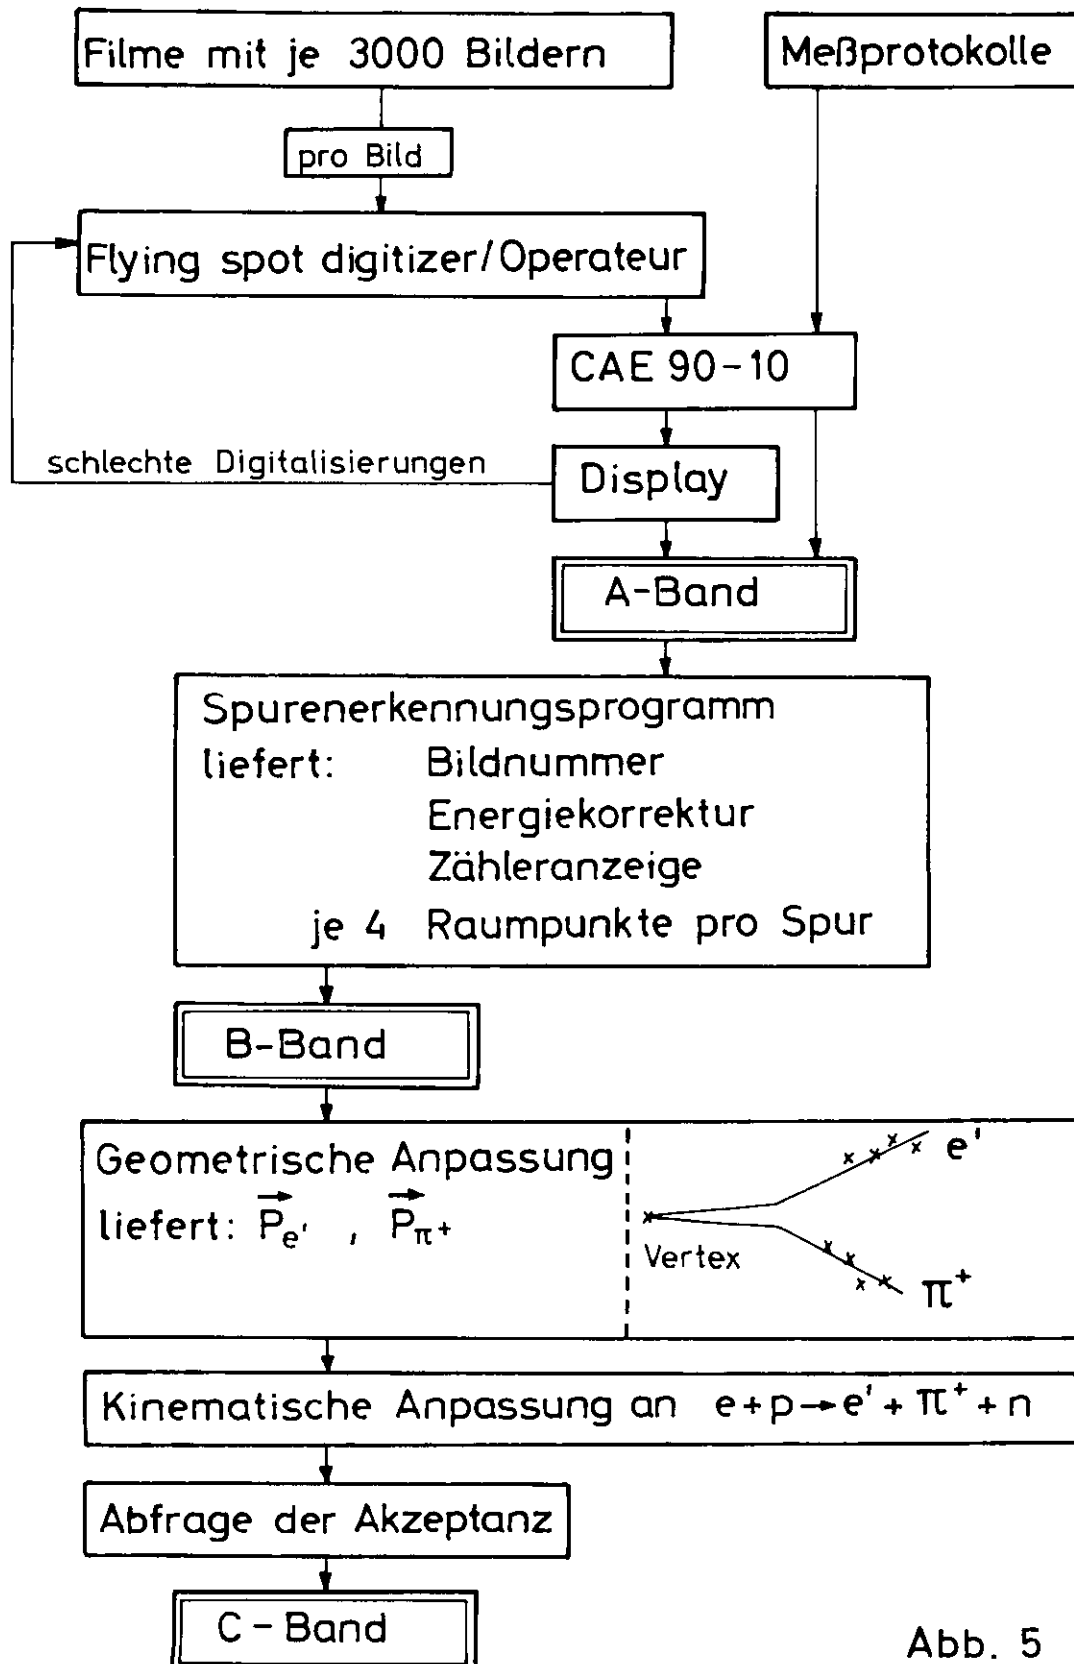 Filme mit je 3000 Bildern
Meßprotokolle
pro Bild
Flying spot digitizer/Operateur
CAE 90-10
schlechte Digitalisierungen
Display
A-Band
Spurenerkennungsprogramm
liefert: Bildnummer
Energiekorrektur
Zähleranzeige
je 4 Raumpunkte pro Spur
B-Band
Geometrische Anpassung
liefert: P⃗e' , P⃗π+
e'
Vertex
π+
Kinematische Anpassung an e+p→e'+π++n
Abfrage der Akzeptanz
C-Band
Abb. 5